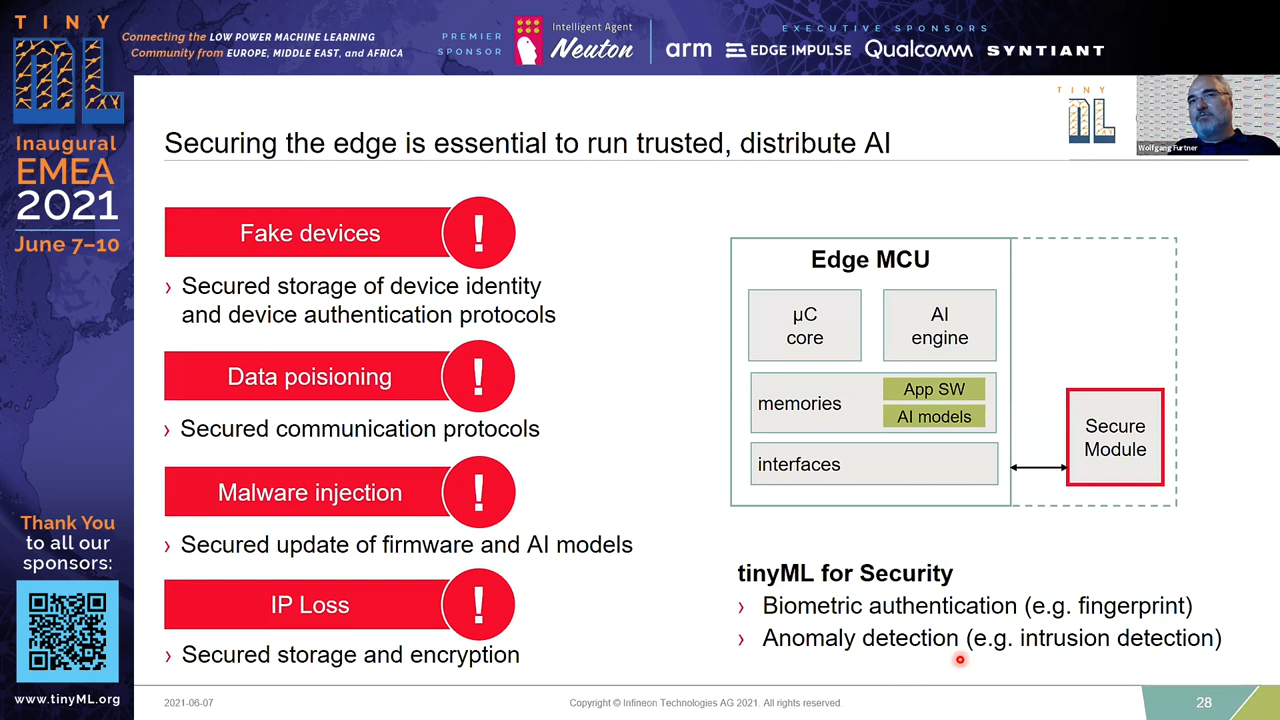 TINY
ML
Inaugural
EMEA
2021
June 7–10
Connecting the LOW POWER MACHINE LEARNING
Community from EUROPE, MIDDLE EAST, and AFRICA
PREMIER
SPONSOR
Intelligent Agent
Neuton
EXECUTIVE SPONSORS
arm
EDGE IMPULSE
Qualcomm
SYNTIANT
TINY
ML
Wolfgang Furtner
Securing the edge is essential to run trusted, distribute AI
Fake devices
!
› Secured storage of device identity
and device authentication protocols
Data poisioning
!
› Secured communication protocols
Malware injection
!
› Secured update of firmware and AI models
IP Loss
!
› Secured storage and encryption
Edge MCU
µC
core
AI
engine
memories
App SW
AI models
interfaces
Secure
Module
tinyML for Security
› Biometric authentication (e.g. fingerprint)
› Anomaly detection (e.g. intrusion detection)
Thank You
to all our
sponsors:
www.tinyML.org
2021-06-07
Copyright © Infineon Technologies AG 2021. All rights reserved.
28